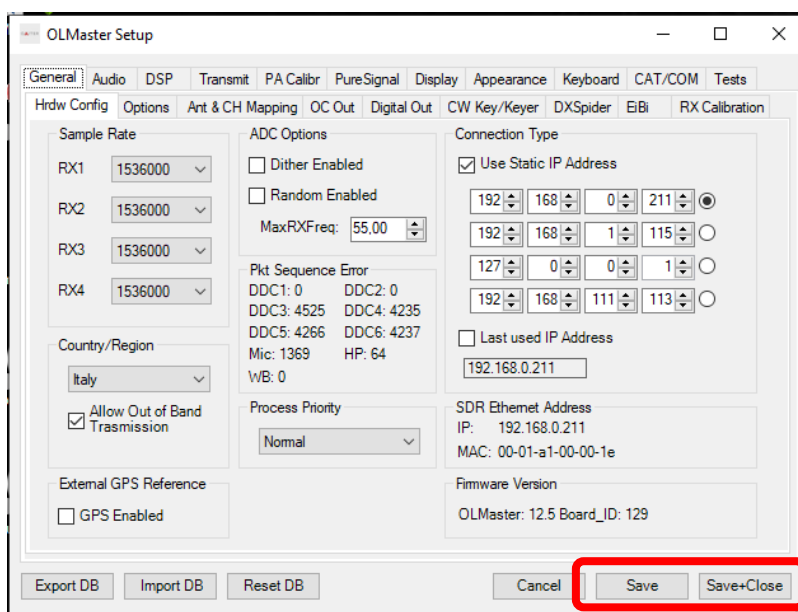 OLMaster Setup
General Audio DSP Transmit PA Calibr PureSignal Display Appearance Keyboard CAT/COM Tests
Hrdw Config Options Ant & CH Mapping OC Out Digital Out CW Key/Keyer DXSpider EiBi RX Calibration
Sample Rate
RX1 1536000
RX2 1536000
RX3 1536000
RX4 1536000
Country/Region
Italy
Allow Out of Band
Trasmission
External GPS Reference
GPS Enabled
ADC Options
Dither Enabled
Random Enabled
MaxRXFreq: 55,00
Pkt Sequence Error
DDC1: 0 DDC2: 0
DDC3: 4525 DDC4: 4235
DDC5: 4266 DDC6: 4237
Mic: 1369 HP: 64
WB: 0
Process Priority
Normal
Connection Type
Use Static IP Address
192 168 0 211
192 168 1 115
127 0 0 1
192 168 111 113
Last used IP Address
192.168.0.211
SDR Ethernet Address
IP: 192.168.0.211
MAC: 00-01-a1-00-00-1e
Firmware Version
OLMaster: 12.5 Board_ID: 129
Export DB Import DB Reset DB Cancel Save Save+Close